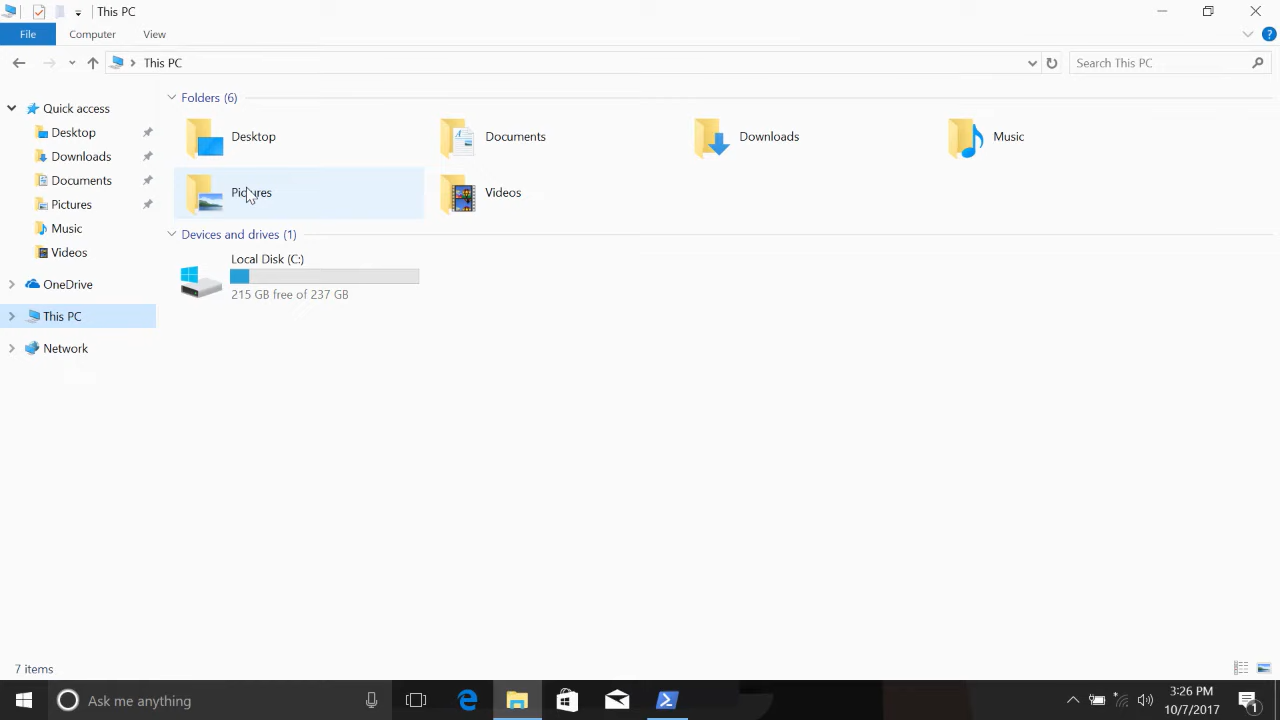 This PC
File Computer View
This PC
Search This PC
Quick access
Desktop
Downloads
Documents
Pictures
Music
Videos
OneDrive
This PC
Network
Folders (6)
Desktop Documents Downloads Music
Pictures Videos
Devices and drives (1)
Local Disk (C:)
215 GB free of 237 GB
7 items
Ask me anything
3:26 PM
10/7/2017
1